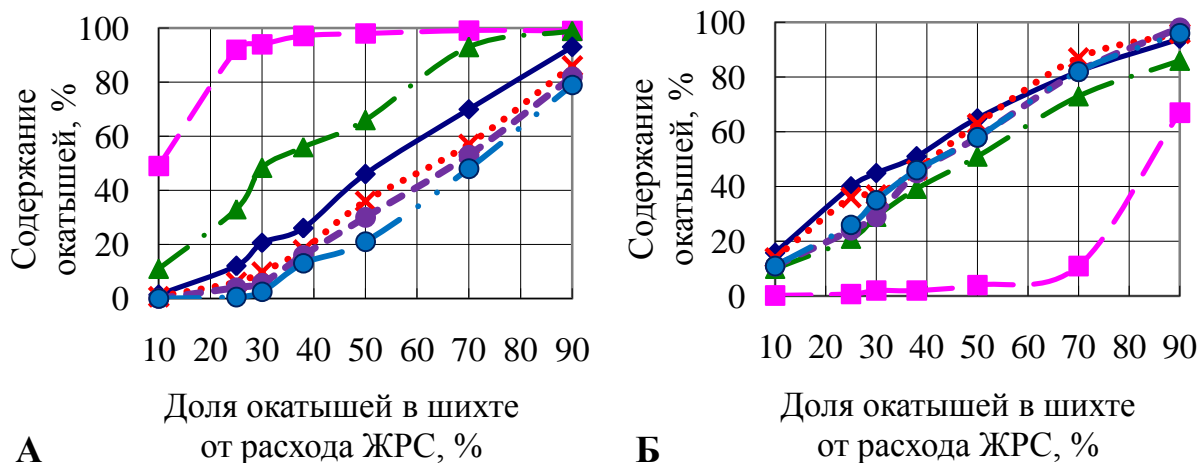 Содержание
окатышей, %
100
80
60
40
20
0
10 20 30 40 50 60 70 80 90
Доля окатышей в шихте
от расхода ЖРС, %
А
Содержание
окатышей, %
100
80
60
40
20
0
10 20 30 40 50 60 70 80 90
Доля окатышей в шихте
от расхода ЖРС, %
Б